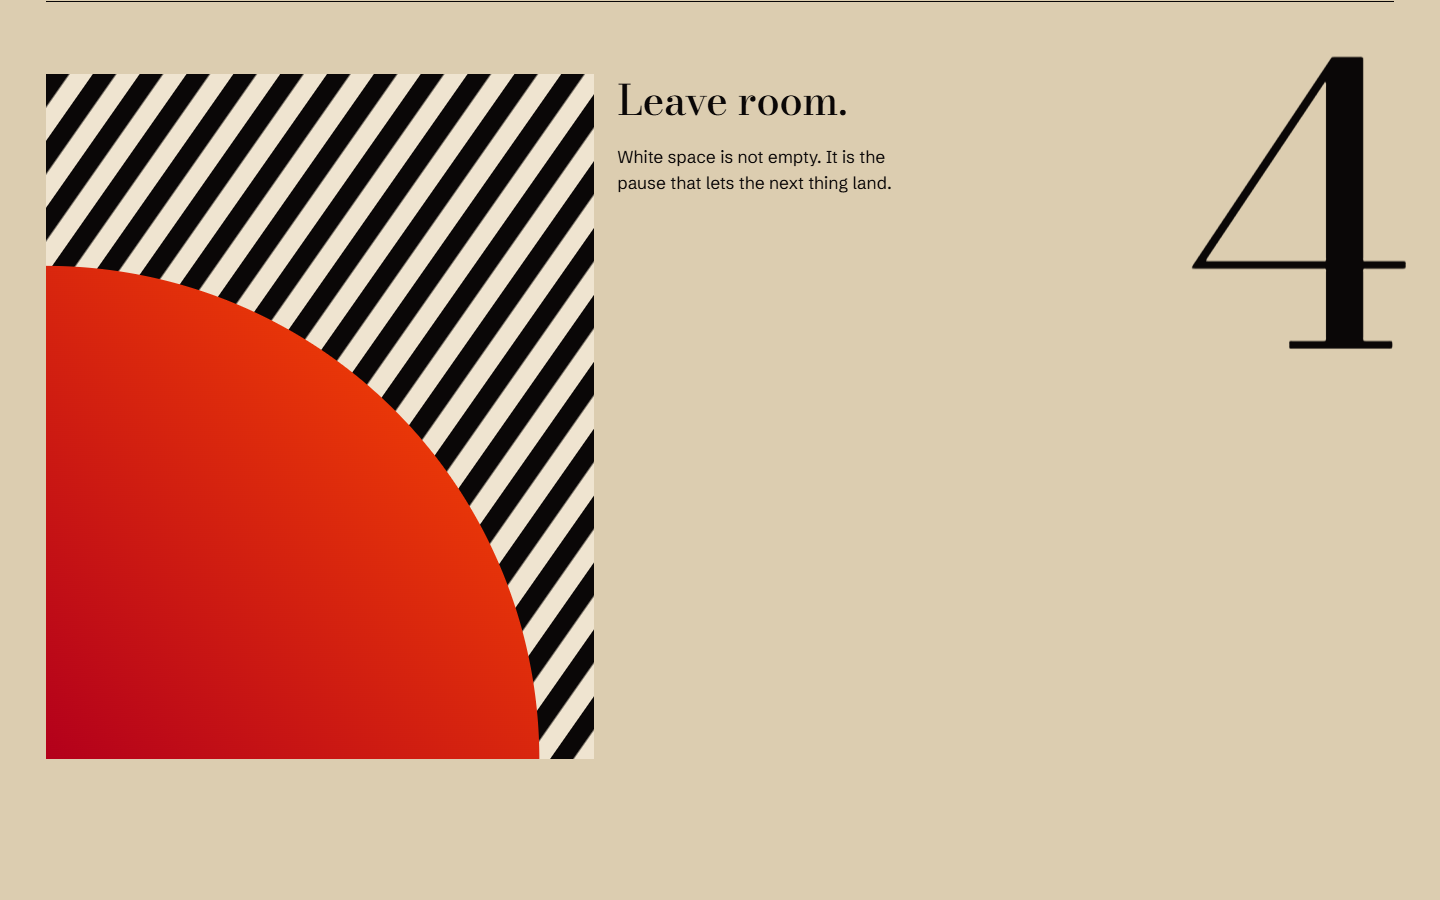 Leave room.
White space is not empty. It is the
pause that lets the next thing land.
4